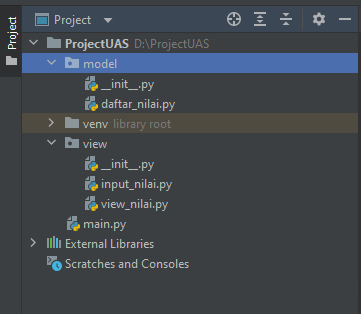 Project
Project
ProjectUAS D:\ProjectUAS
model
__init__.py
daftar_nilai.py
venv library root
view
__init__.py
input_nilai.py
view_nilai.py
main.py
External Libraries
Scratches and Consoles